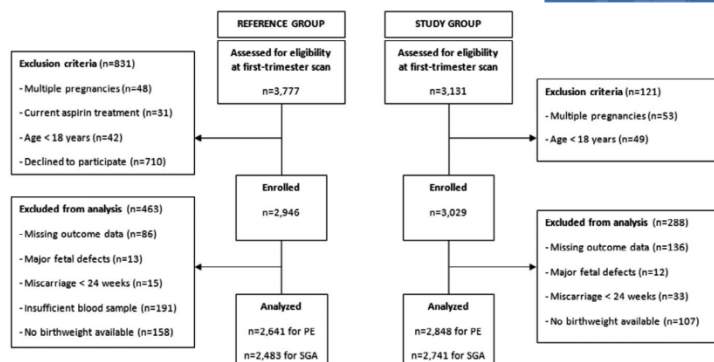 REFERENCE GROUP
Assessed for eligibility
at first-trimester scan
n=3,777
Exclusion criteria (n=831)
- Multiple pregnancies (n=48)
- Current aspirin treatment (n=31)
- Age < 18 years (n=42)
- Declined to participate (n=710)
Enrolled
n=2,946
Excluded from analysis (n=463)
- Missing outcome data (n=86)
- Major fetal defects (n=13)
- Miscarriage < 24 weeks (n=15)
- Insufficient blood sample (n=191)
- No birthweight available (n=158)
Analyzed
n=2,641 for PE
n=2,483 for SGA
STUDY GROUP
Assessed for eligibility
at first-trimester scan
n=3,131
Exclusion criteria (n=121)
- Multiple pregnancies (n=53)
- Age < 18 years (n=49)
Enrolled
n=3,029
Excluded from analysis (n=288)
- Missing outcome data (n=136)
- Major fetal defects (n=12)
- Miscarriage < 24 weeks (n=33)
- No birthweight available (n=107)
Analyzed
n=2,848 for PE
n=2,741 for SGA